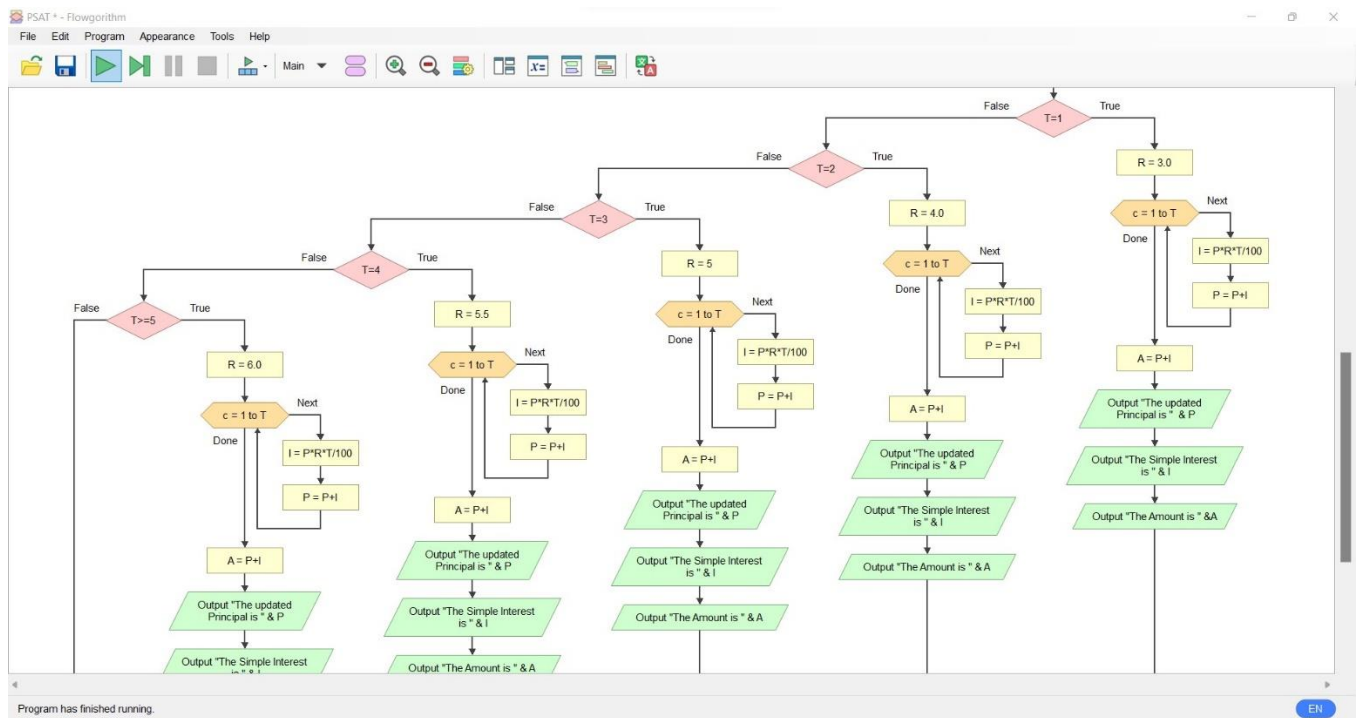 PSAT * - Flowgorithm
File Edit Program Appearance Tools Help
Main
False
True
T=1
False
True
T=2
R = 3.0
False
True
T=3
R = 4.0
c = 1 to T
Next
Done
I = P*R*T/100
P = P+I
False
True
T=4
R = 5
c = 1 to T
Next
Done
I = P*R*T/100
P = P+I
A = P+I
False
True
T>=5
R = 5.5
c = 1 to T
Next
Done
I = P*R*T/100
P = P+I
A = P+I
Output "The updated
Principal is " & P
Output "The Simple Interest
is " & I
Output "The Amount is " &A
R = 6.0
c = 1 to T
Next
Done
I = P*R*T/100
P = P+I
A = P+I
Output "The updated
Principal is " & P
Output "The Simple Interest
is " & I
Output "The Amount is " & A
c = 1 to T
Next
Done
I = P*R*T/100
P = P+I
A = P+I
Output "The updated
Principal is " & P
Output "The Simple Interest
is " & I
Output "The Amount is " & A
A = P+I
Output "The updated
Principal is " & P
Output "The Simple Interest
is " & I
Output "The Amount is " & A
Output "The updated
Principal is " & P
Output "The Simple Interest
Program has finished running.
EN